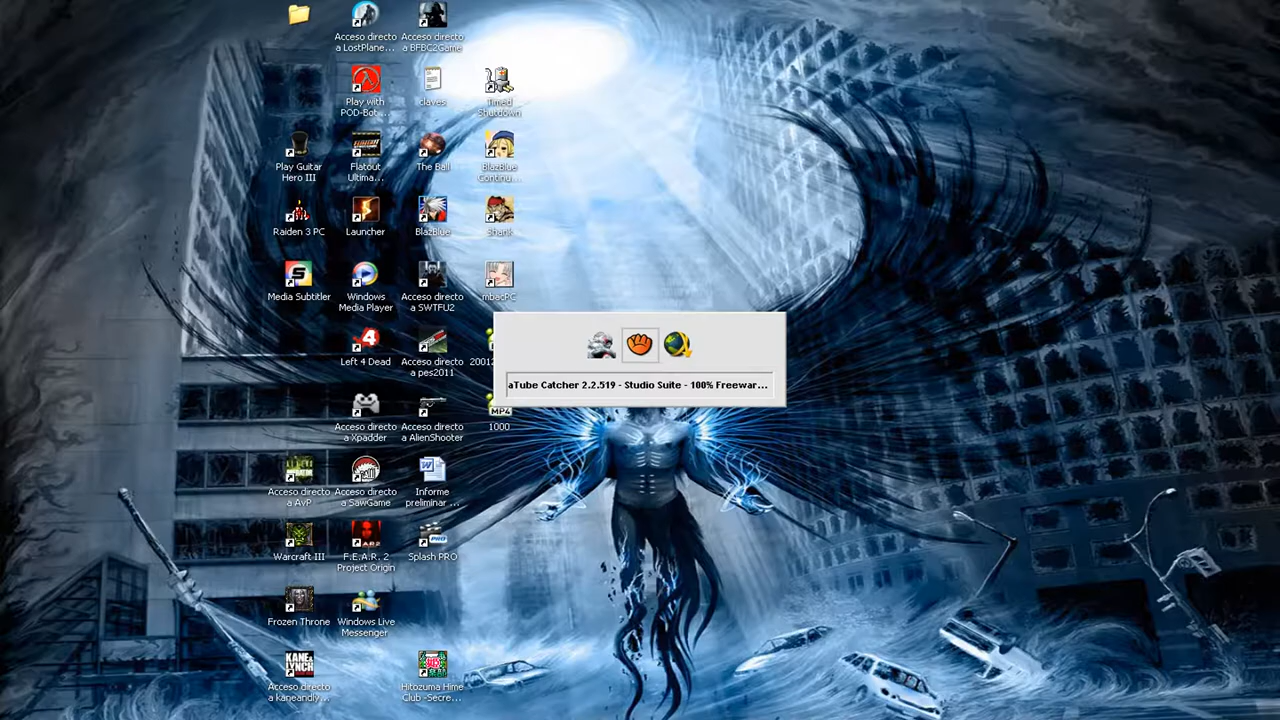 Acceso directo
a LostPlane...
Acceso directo
a BFBC2Game
Play with
POD-Bot ...
claves
Timed
Shutdown
Play Guitar
Hero III
Flatout
Ultima...
The Ball
BlazBlue
Continu...
Raiden 3 PC
Launcher
BlazBlue
Shank
Media Subtitler
Windows
Media Player
Acceso directo
a SWTFU2
mbacPC
Left 4 Dead
Acceso directo
a pes2011
aTube Catcher 2.2.519 - Studio Suite - 100% Freewar...
Acceso directo
a Xpadder
Acceso directo
a AlienShooter
MP4
1000
Acceso directo
a AvP
Acceso directo
a SawGame
Informe
preliminar ...
Warcraft III
F.E.A.R. 2
Project Origin
Splash PRO
Frozen Throne
Windows Live
Messenger
KANE&
LYNCH
Acceso directo
a kaneandly...
Hitozuma Hime
Club -Secre...